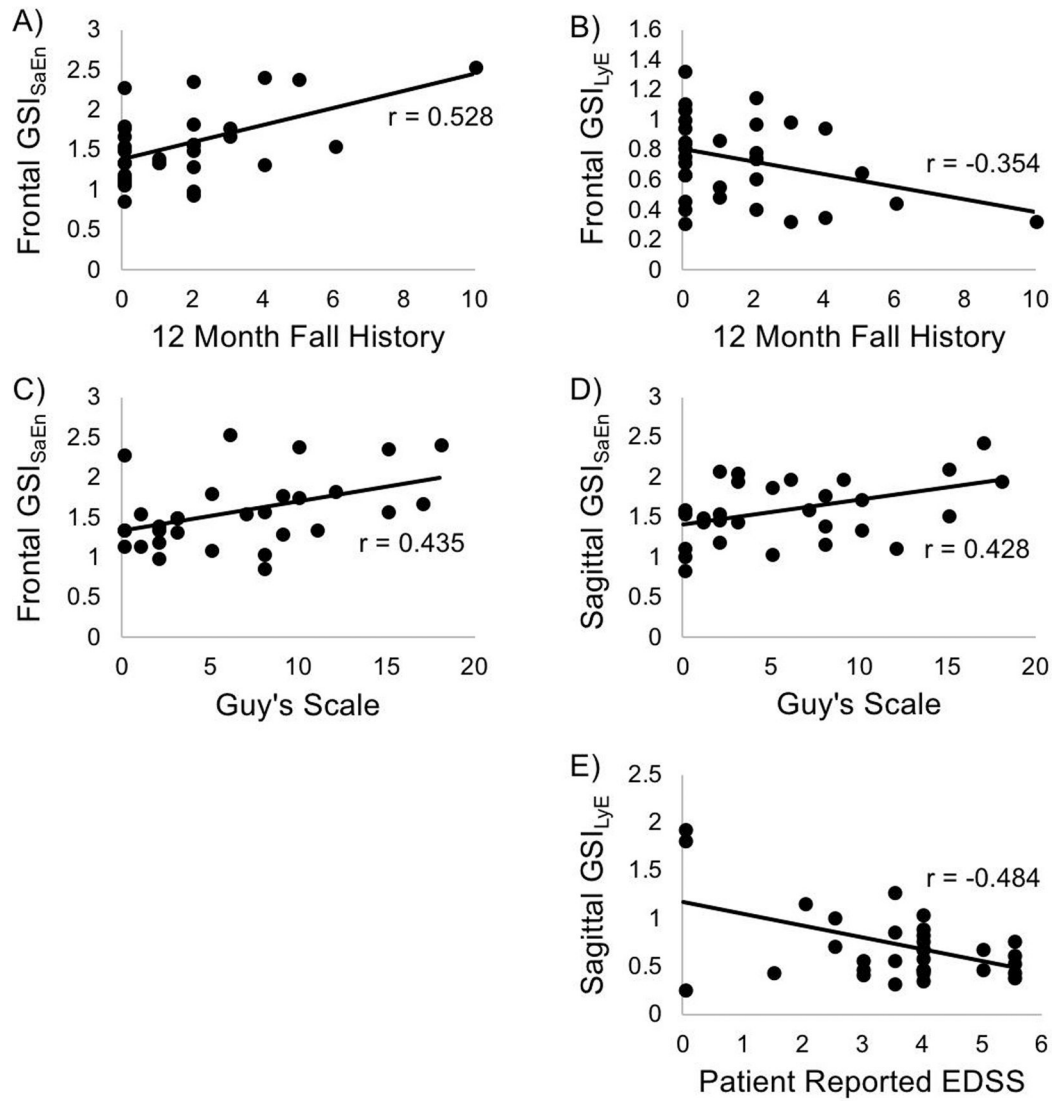 A)
Frontal GSI_SaEn
3
2.5
2
1.5
1
0.5
0
r = 0.528
0 2 4 6 8 10
12 Month Fall History
B)
Frontal GSI_LyE
1.6
1.4
1.2
1
0.8
0.6
0.4
0.2
0
r = -0.354
0 2 4 6 8 10
12 Month Fall History
C)
Frontal GSI_SaEn
3
2.5
2
1.5
1
0.5
0
r = 0.435
0 5 10 15 20
Guy's Scale
D)
Sagittal GSI_SaEn
3
2.5
2
1.5
1
0.5
0
r = 0.428
0 5 10 15 20
Guy's Scale
E)
Sagittal GSI_LyE
2.5
2
1.5
1
0.5
0
r = -0.484
0 1 2 3 4 5 6
Patient Reported EDSS